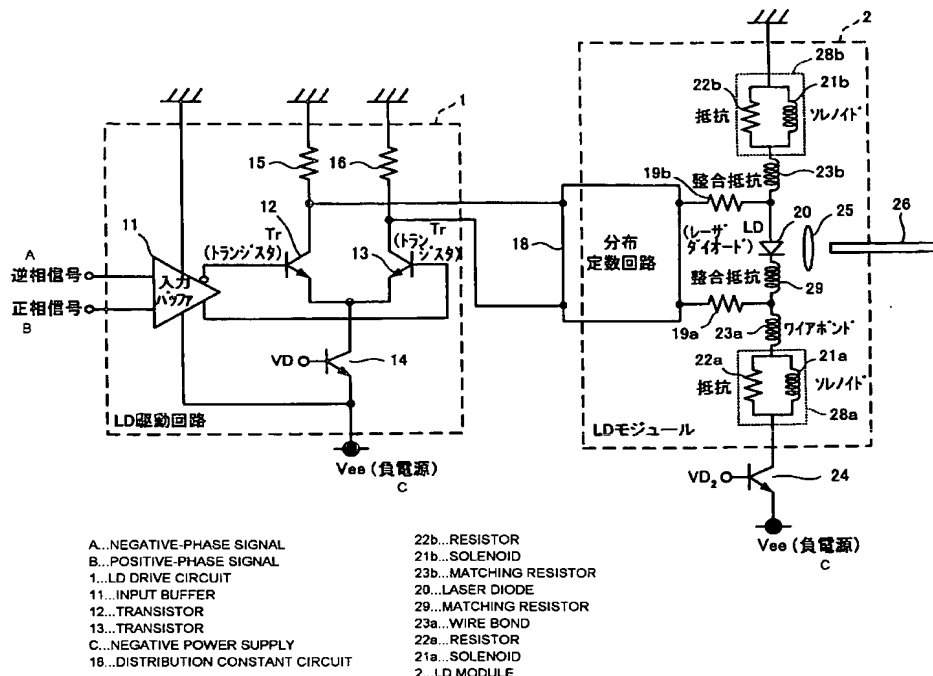 2
28b
22b
21b
抵抗
ソレノイド
1
15
16
23b
19b
整合抵抗
12
Tr
(トランジスタ)
Tr
(トランジスタ)
13
11
A
逆相信号
正相信号
B
入力
バッファ
18
分布
定数回路
LD
(レーザ
ダイオード)
20
25
26
整合抵抗
29
19a
23a
ワイアボンド
VD
14
22a
21a
抵抗
ソレノイド
28a
LD駆動回路
LDモジュール
Vee (負電源)
C
VD₂
24
Vee (負電源)
C
A...NEGATIVE-PHASE SIGNAL
B...POSITIVE-PHASE SIGNAL
1...LD DRIVE CIRCUIT
11...INPUT BUFFER
12...TRANSISTOR
13...TRANSISTOR
C...NEGATIVE POWER SUPPLY
18...DISTRIBUTION CONSTANT CIRCUIT
22b...RESISTOR
21b...SOLENOID
23b...MATCHING RESISTOR
20...LASER DIODE
29...MATCHING RESISTOR
23a...WIRE BOND
22a...RESISTOR
21a...SOLENOID
2...LD MODULE